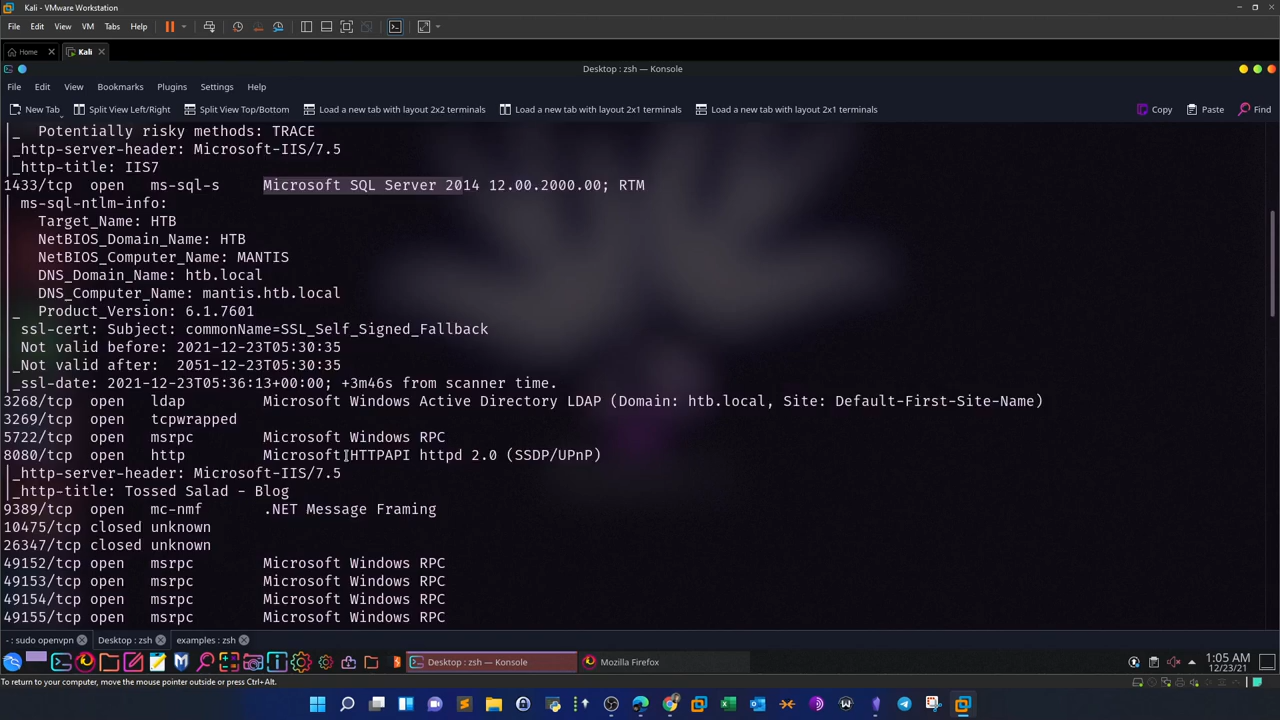 Kali - VMware Workstation
File Edit View VM Tabs Help
Home Kali
Desktop : zsh — Konsole
File Edit View Bookmarks Plugins Settings Help
New Tab Split View Left/Right Split View Top/Bottom Load a new tab with layout 2x2 terminals Load a new tab with layout 2x1 terminals Load a new tab with layout 2x1 terminals Copy Paste Find
|_  Potentially risky methods: TRACE
|_http-server-header: Microsoft-IIS/7.5
|_http-title: IIS7
1433/tcp open ms-sql-s Microsoft SQL Server 2014 12.00.2000.00; RTM
| ms-sql-ntlm-info:
|   Target_Name: HTB
|   NetBIOS_Domain_Name: HTB
|   NetBIOS_Computer_Name: MANTIS
|   DNS_Domain_Name: htb.local
|   DNS_Computer_Name: mantis.htb.local
|_  Product_Version: 6.1.7601
| ssl-cert: Subject: commonName=SSL_Self_Signed_Fallback
| Not valid before: 2021-12-23T05:30:35
|_Not valid after:  2051-12-23T05:30:35
|_ssl-date: 2021-12-23T05:36:13+00:00; +3m46s from scanner time.
3268/tcp open ldap Microsoft Windows Active Directory LDAP (Domain: htb.local, Site: Default-First-Site-Name)
3269/tcp open tcpwrapped
5722/tcp open msrpc Microsoft Windows RPC
8080/tcp open http Microsoft HTTPAPI httpd 2.0 (SSDP/UPnP)
|_http-server-header: Microsoft-IIS/7.5
|_http-title: Tossed Salad - Blog
9389/tcp open mc-nmf .NET Message Framing
10475/tcp closed unknown
26347/tcp closed unknown
49152/tcp open msrpc Microsoft Windows RPC
49153/tcp open msrpc Microsoft Windows RPC
49154/tcp open msrpc Microsoft Windows RPC
49155/tcp open msrpc Microsoft Windows RPC
- : sudo openvpn Desktop : zsh examples : zsh
Desktop : zsh — Konsole Mozilla Firefox 1:05 AM
12/23/21
To return to your computer, move the mouse pointer outside or press Ctrl+Alt.